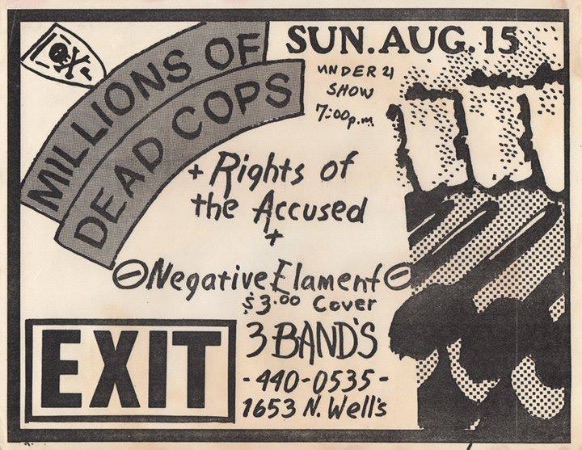 MILLIONS OF
DEAD COPS
SUN. AUG. 15
UNDER 21
SHOW
7:00 p.m.
+ Rights of
the Accused
+
Negative Elament
$3.00 Cover
EXIT
3 BAND'S
-440-0535-
1653 N. Well's